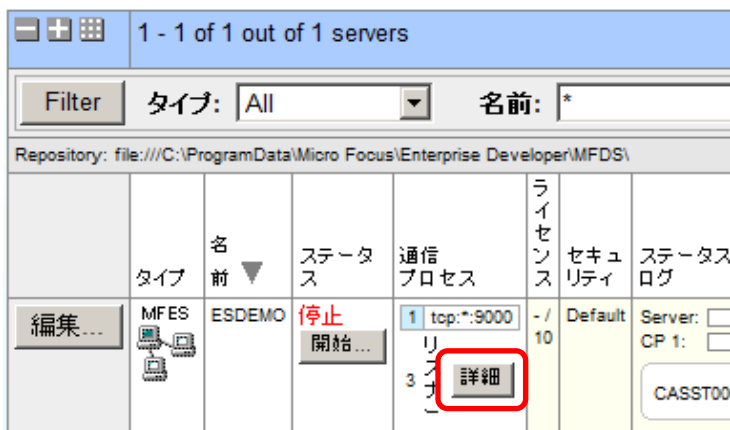 1 - 1 of 1 out of 1 servers
Filter タイプ: All 名前: *
Repository: file:///C:\ProgramData\Micro Focus\Enterprise Developer\MFDS\
タイプ
名前
ステータス
通信
プロセス
ライセンス
セキュリティ
ステータス
ログ
編集...
MFES
ESDEMO
停止
開始...
1 tcp:*:9000
3 リスナー
詳細
- /
10
Default
Server:
CP 1:
CASST00